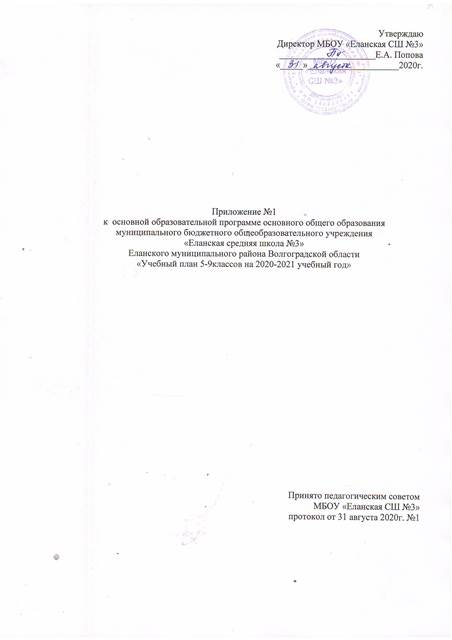 Утверждаю
Директор МБОУ «Еланская СШ №3»
Е.А. Попова
« 31 » августа 2020г.
СШ №3»
Приложение №1
к основной образовательной программе основного общего образования
муниципального бюджетного общеобразовательного учреждения
«Еланская средняя школа №3»
Еланского муниципального района Волгоградской области
«Учебный план 5-9классов на 2020-2021 учебный год»
Принято педагогическим советом
МБОУ «Еланская СШ №3»
протокол от 31 августа 2020г. №1